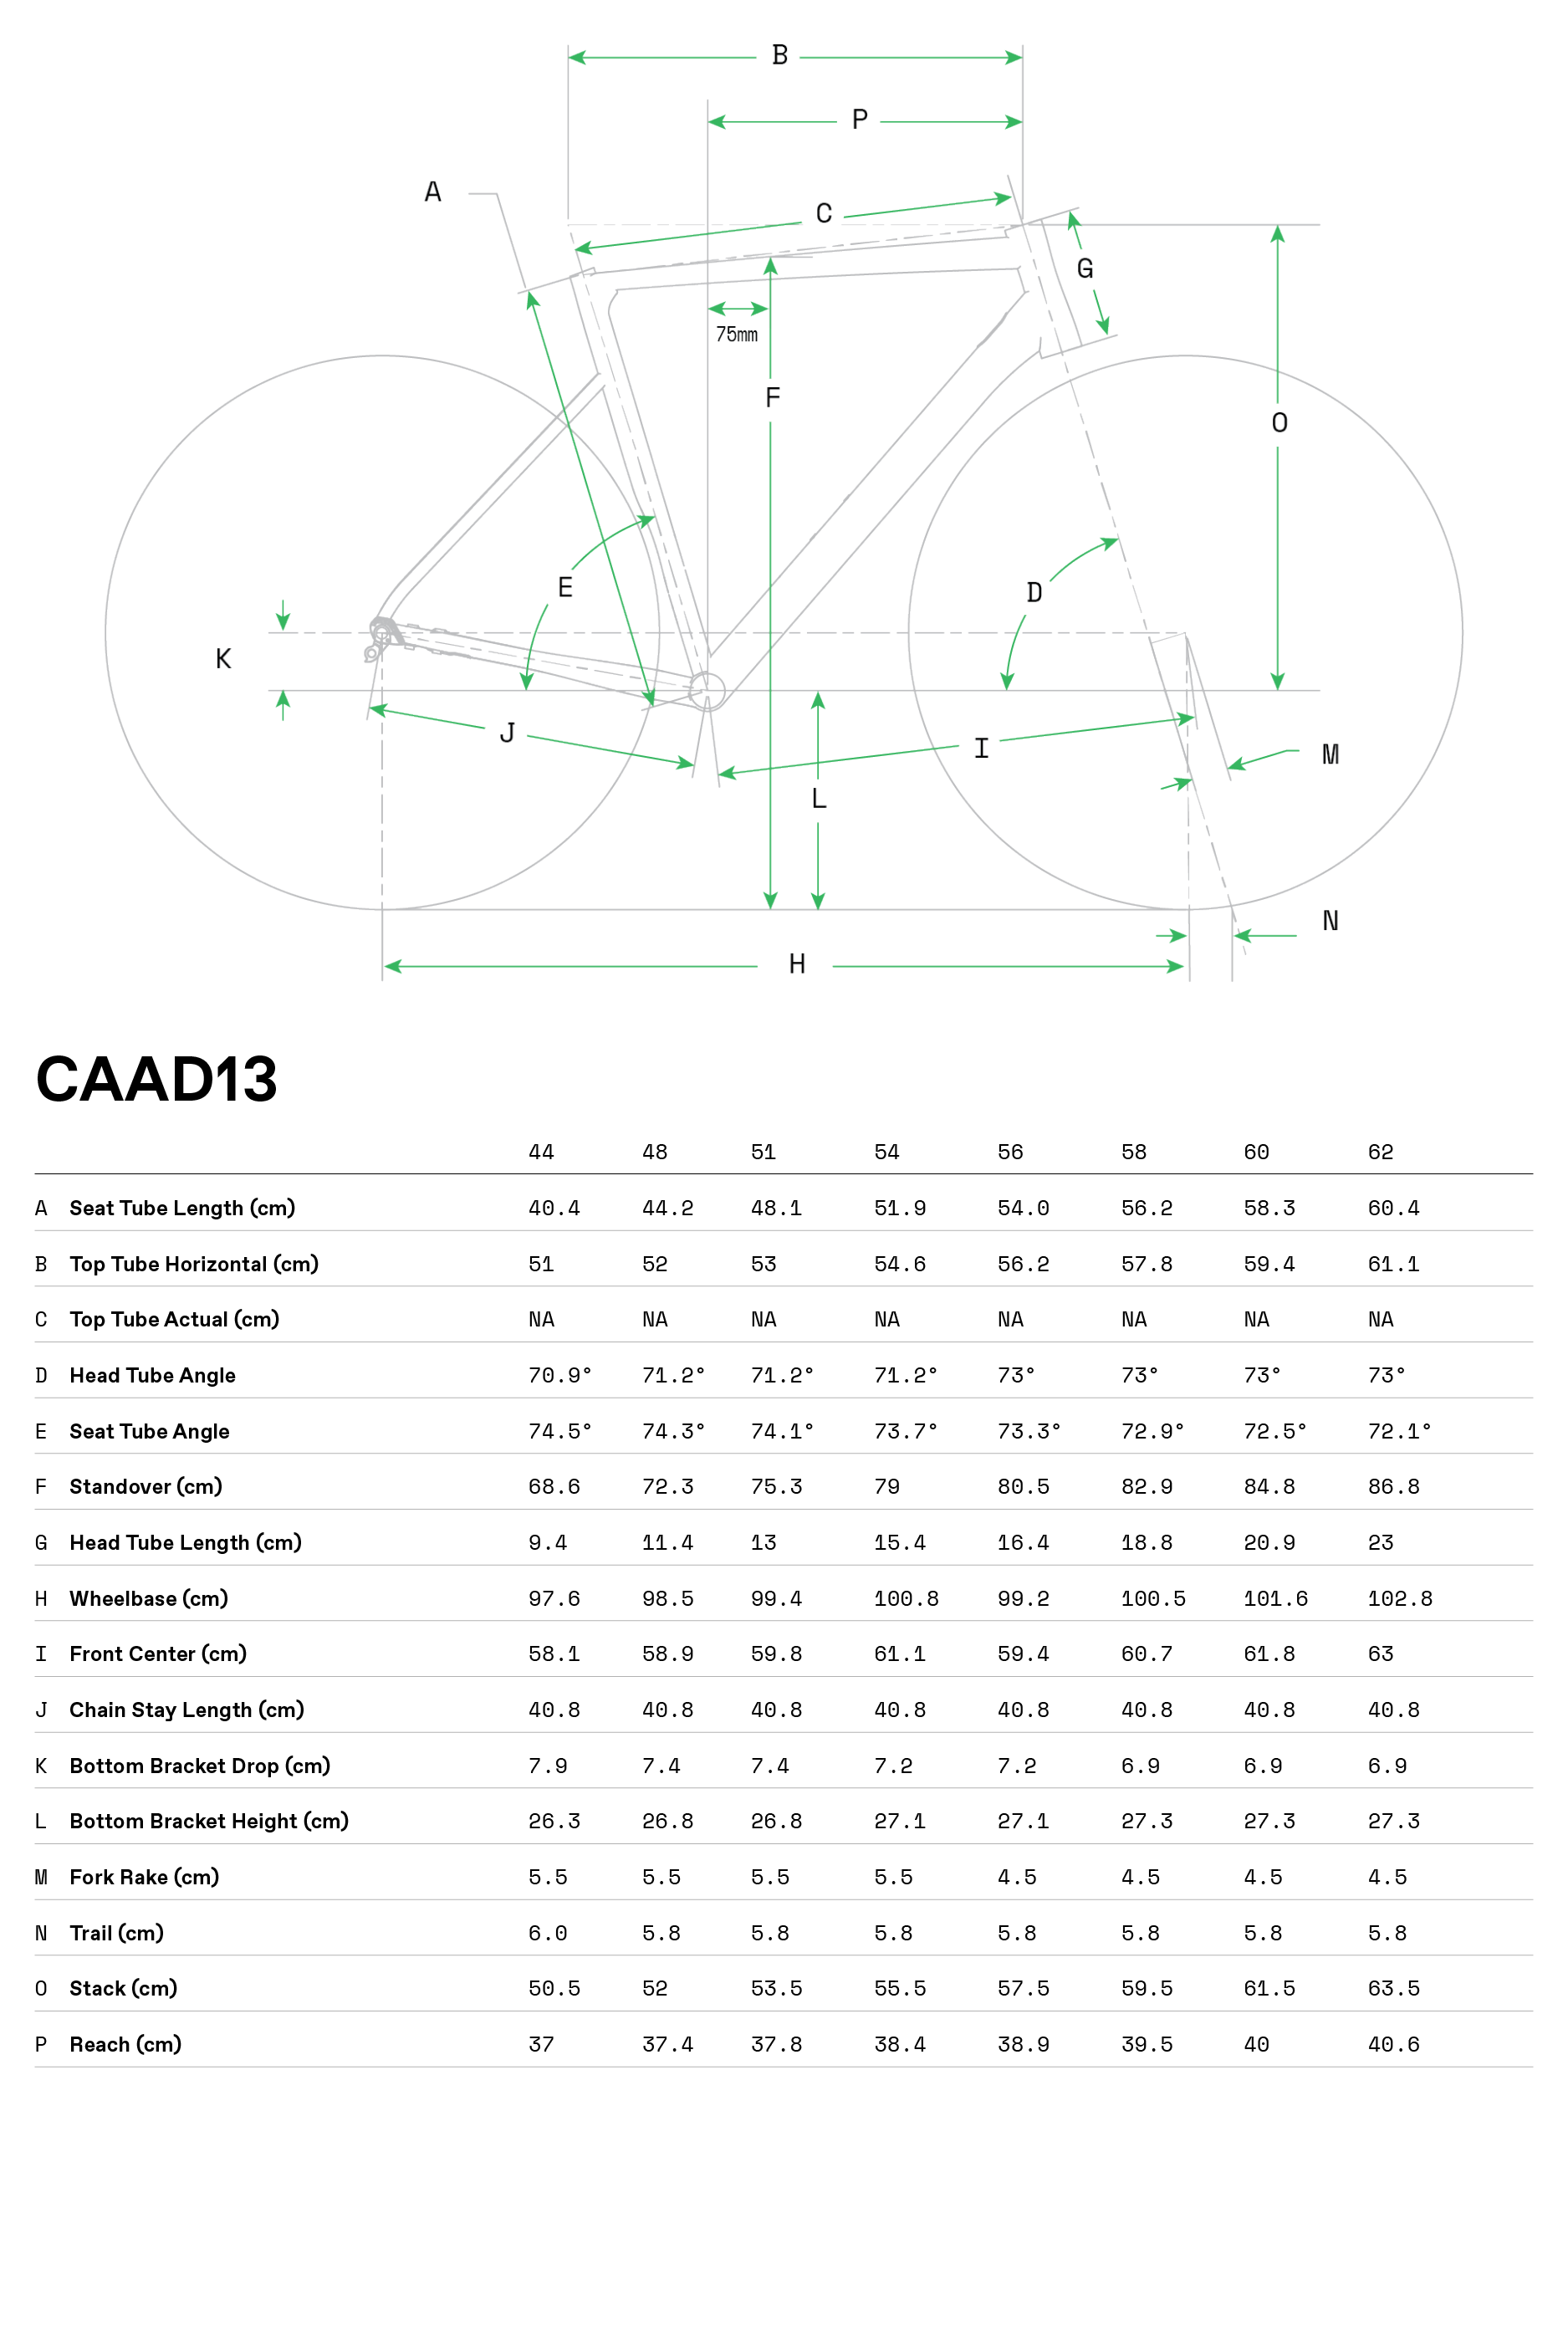 B
P
A
C
G
75mm
F
O
E
D
K
J
I
M
L
N
H
CAAD13
44 48 51 54 56 58 60 62
A Seat Tube Length (cm) 40.4 44.2 48.1 51.9 54.0 56.2 58.3 60.4
B Top Tube Horizontal (cm) 51 52 53 54.6 56.2 57.8 59.4 61.1
C Top Tube Actual (cm) NA NA NA NA NA NA NA NA
D Head Tube Angle 70.9° 71.2° 71.2° 71.2° 73° 73° 73° 73°
E Seat Tube Angle 74.5° 74.3° 74.1° 73.7° 73.3° 72.9° 72.5° 72.1°
F Standover (cm) 68.6 72.3 75.3 79 80.5 82.9 84.8 86.8
G Head Tube Length (cm) 9.4 11.4 13 15.4 16.4 18.8 20.9 23
H Wheelbase (cm) 97.6 98.5 99.4 100.8 99.2 100.5 101.6 102.8
I Front Center (cm) 58.1 58.9 59.8 61.1 59.4 60.7 61.8 63
J Chain Stay Length (cm) 40.8 40.8 40.8 40.8 40.8 40.8 40.8 40.8
K Bottom Bracket Drop (cm) 7.9 7.4 7.4 7.2 7.2 6.9 6.9 6.9
L Bottom Bracket Height (cm) 26.3 26.8 26.8 27.1 27.1 27.3 27.3 27.3
M Fork Rake (cm) 5.5 5.5 5.5 5.5 4.5 4.5 4.5 4.5
N Trail (cm) 6.0 5.8 5.8 5.8 5.8 5.8 5.8 5.8
O Stack (cm) 50.5 52 53.5 55.5 57.5 59.5 61.5 63.5
P Reach (cm) 37 37.4 37.8 38.4 38.9 39.5 40 40.6